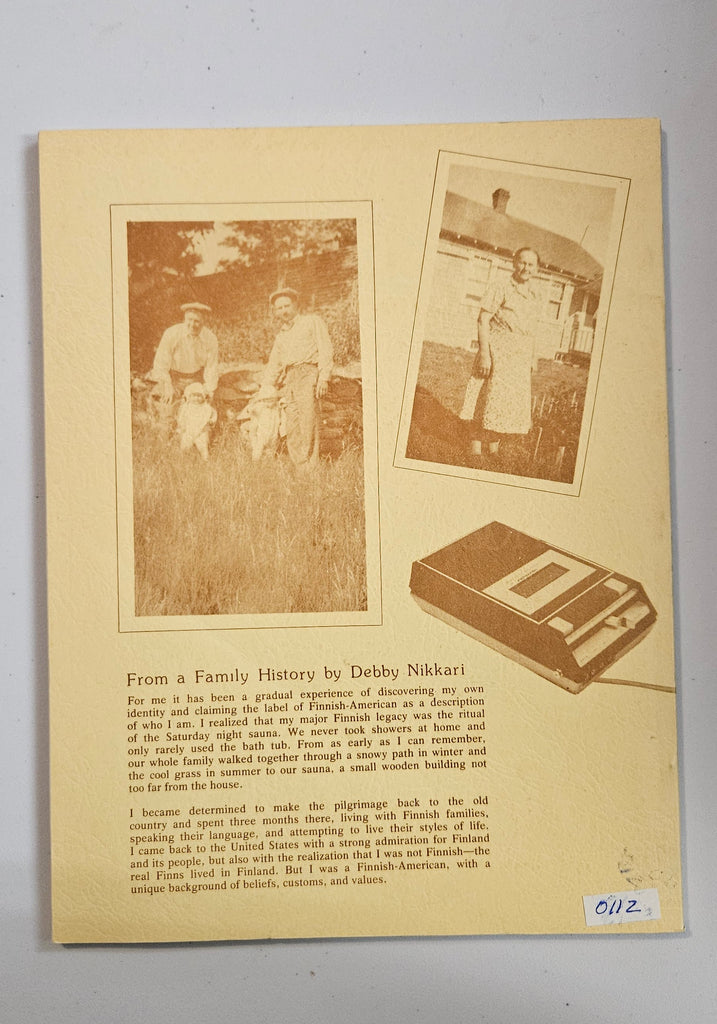 From a Family History by Debby Nikkari
For me it has been a gradual experience of discovering my own
identity and claiming the label of Finnish-American as a description
of who I am. I realized that my major Finnish legacy was the ritual
of the Saturday night sauna. We never took showers at home and
only rarely used the bath tub. From as early as I can remember,
our whole family walked together through a snowy path in winter and
the cool grass in summer to our sauna, a small wooden building not
too far from the house.
I became determined to make the pilgrimage back to the old
country and spent three months there, living with Finnish families,
speaking their language, and attempting to live their styles of life.
I came back to the United States with a strong admiration for Finland
and its people, but also with the realization that I was not Finnish—the
real Finns lived in Finland. But I was a Finnish-American, with a
unique background of beliefs, customs, and values.
0112